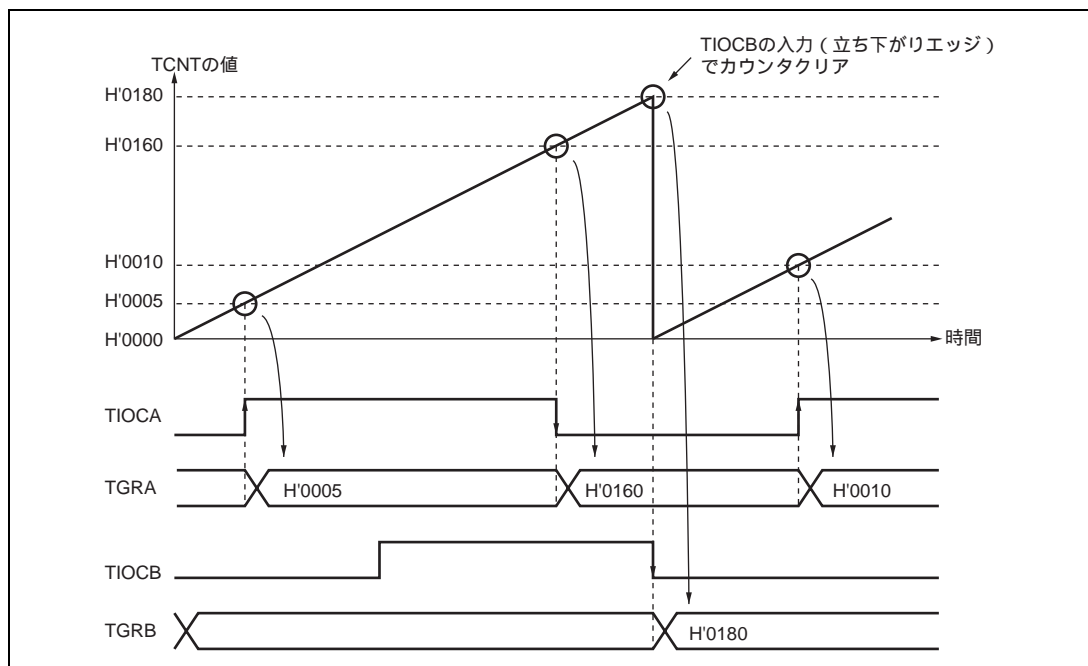 TIOCBの入力（立ち下がりエッジ）
でカウンタクリア
TCNTの値
H'0180
H'0160
H'0010
H'0005
H'0000
時間
TIOCA
TGRA
H'0005
H'0160
H'0010
TIOCB
TGRB
H'0180